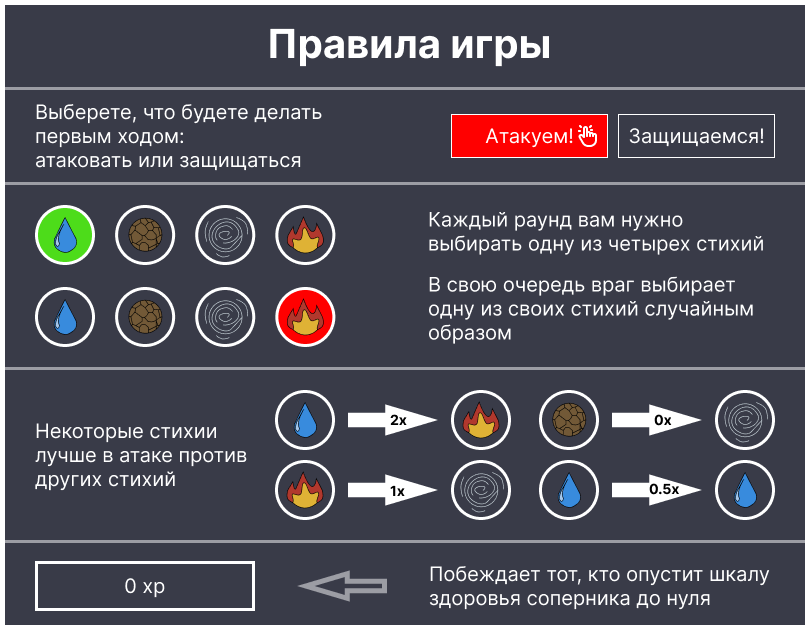 Правила игры
Выберете, что будете делать
первым ходом:
атаковать или защищаться
Атакуем!
Защищаемся!
Каждый раунд вам нужно
выбирать одну из четырех стихий
В свою очередь враг выбирает
одну из своих стихий случайным
образом
Некоторые стихии
лучше в атаке против
других стихий
2x
0x
1x
0.5x
0 хр
Побеждает тот, кто опустит шкалу
здоровья соперника до нуля